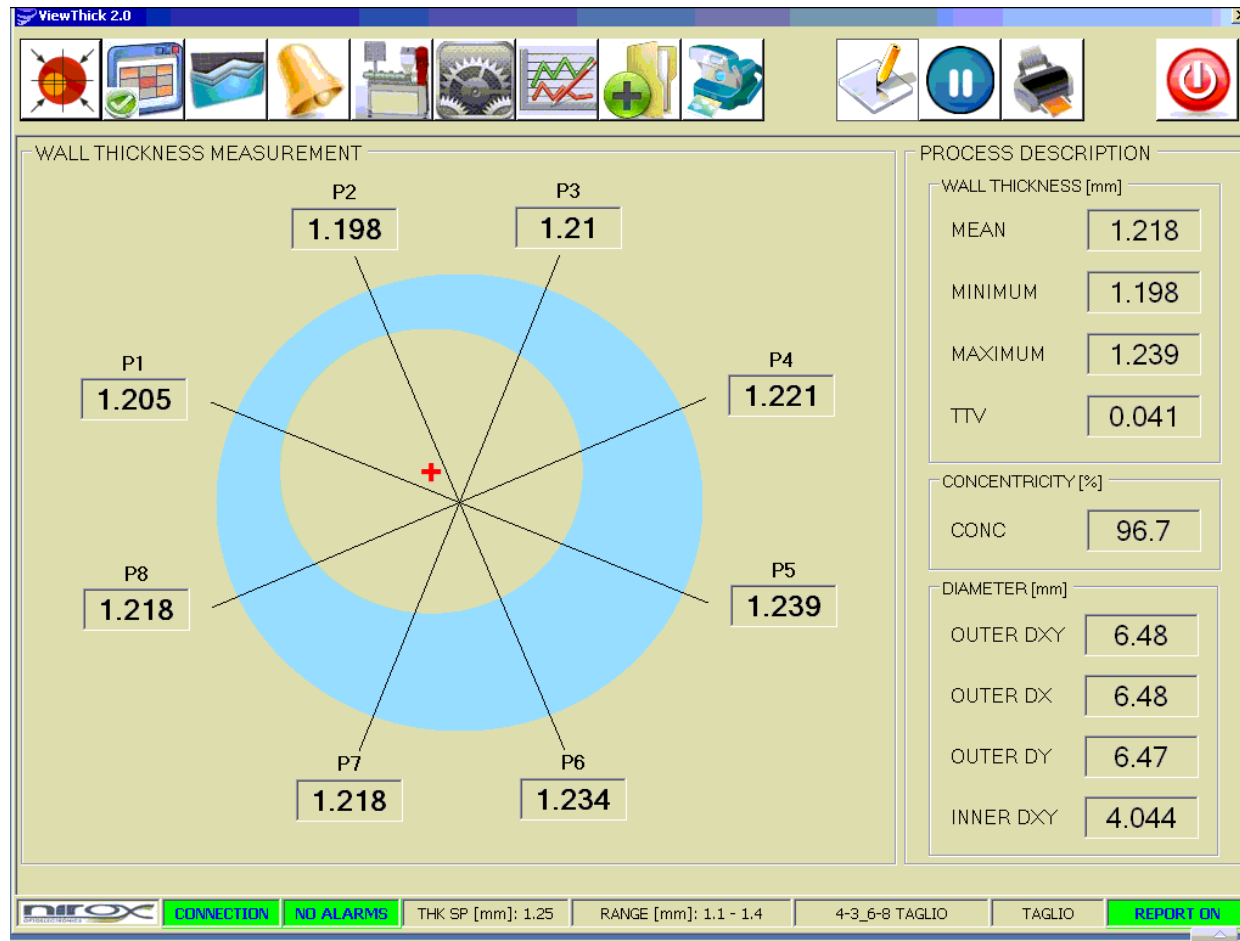 ViewThick 2.0
WALL THICKNESS MEASUREMENT
P2
1.198
P3
1.21
P1
1.205
P4
1.221
P8
1.218
P5
1.239
P7
1.218
P6
1.234
PROCESS DESCRIPTION
WALL THICKNESS [mm]
MEAN 1.218
MINIMUM 1.198
MAXIMUM 1.239
TTV 0.041
CONCENTRICITY [%]
CONC 96.7
DIAMETER [mm]
OUTER DXY 6.48
OUTER DX 6.48
OUTER DY 6.47
INNER DXY 4.044
nirox
OPTOELECTRONICS
CONNECTION NO ALARMS THK SP [mm]: 1.25 RANGE [mm]: 1.1 - 1.4 4-3_6-8 TAGLIO TAGLIO REPORT ON